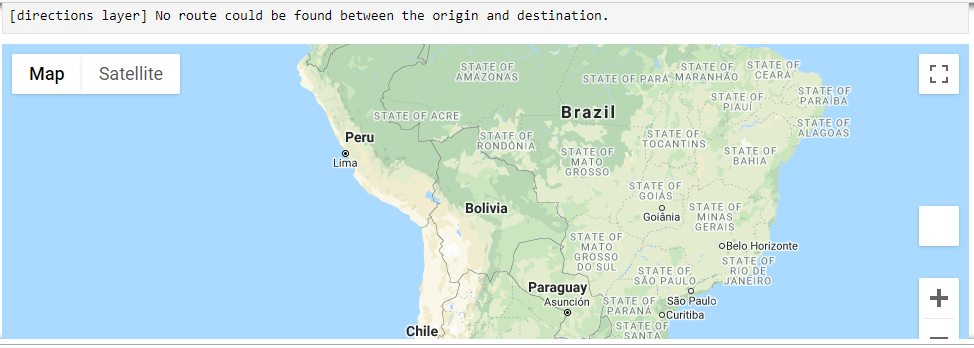 [directions layer] No route could be found between the origin and destination.
Map
Satellite
STATE OF
AMAZONAS
STATE OF PARÁ
STATE OF
MARANHÃO
STATE OF
CEARÁ
STATE OF
PIAUÍ
STATE OF
PARAÍBA
STATE OF ACRE
Brazil
STATE OF
ALAGOAS
Peru
Lima
STATE OF
RONDÔNIA
STATE OF
TOCANTINS
STATE OF
MATO
GROSSO
STATE OF
BAHIA
STATE OF
GOIÁS
Goiânia
Bolivia
STATE OF
MINAS
GERAIS
STATE OF
MATO
GROSSO
DO SUL
Belo Horizonte
STATE OF
RIO DE
JANEIRO
STATE OF
SÃO PAULO
Paraguay
Asunción
São Paulo
STATE OF
PARANÁ
Curitiba
Chile
STATE OF
SANTA